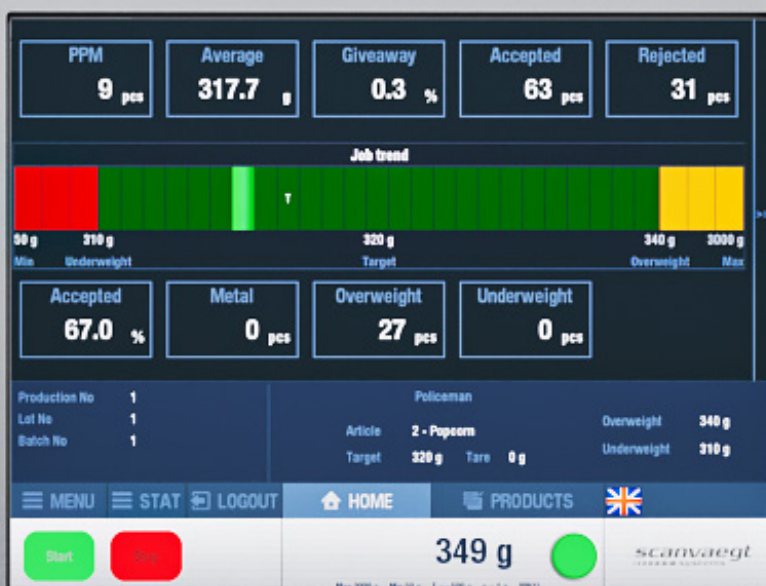 PPM
9 pcs
Average
317.7 g
Giveaway
0.3 %
Accepted
63 pcs
Rejected
31 pcs
Job trend
T
50 g 310 g 320 g 340 g 3000 g
Min Underweight Target Overweight Max
Accepted
67.0 %
Metal
0 pcs
Overweight
27 pcs
Underweight
0 pcs
Production No 1
Lot No 1
Batch No 1
Policeman
Article 2 - Popcorn
Target 320 g Tare 0 g
Overweight 340 g
Underweight 310 g
MENU STAT LOGOUT HOME PRODUCTS
Start
Stop
349 g
scanvaegt